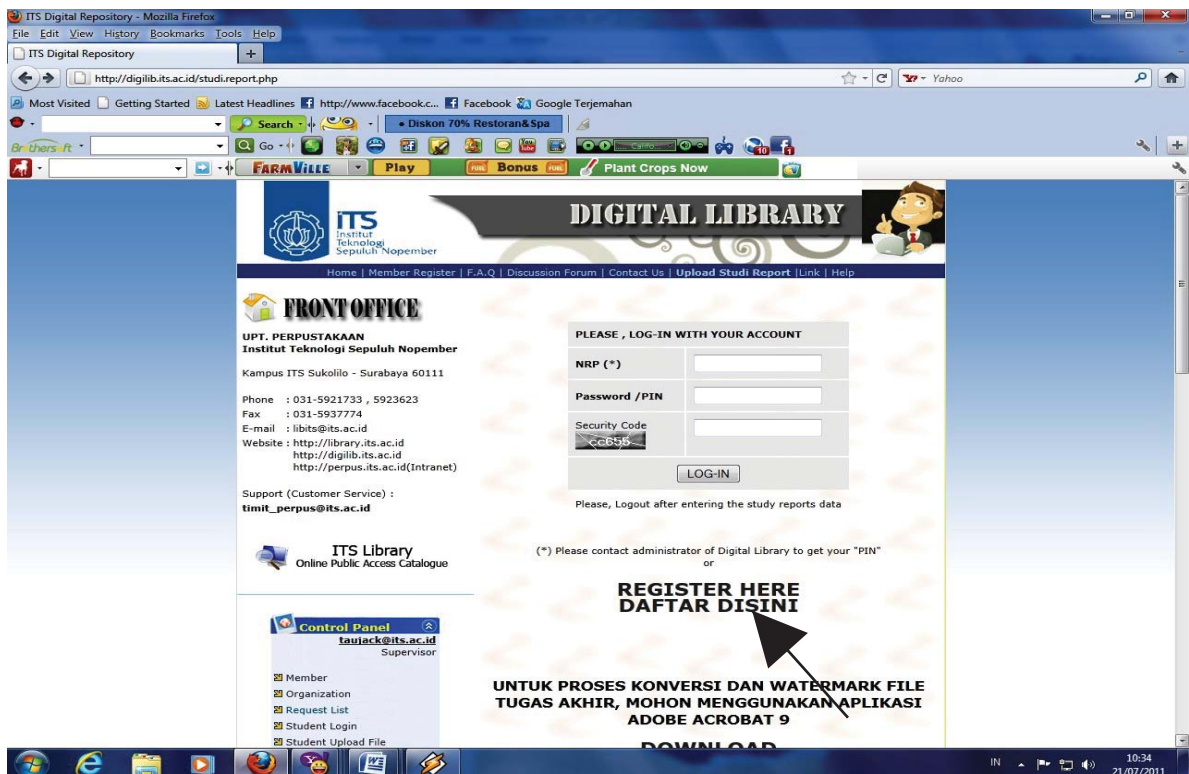 ITS Digital Repository - Mozilla Firefox
File Edit View History Bookmarks Tools Help
ITS Digital Repository
http://digilib.its.ac.id/studi.report.php
Yahoo
Most Visited Getting Started Latest Headlines http://www.facebook.c... Facebook Google Terjemahan
Search • Diskon 70% Restoran&Spa
Go
FARMVILLE Play Bonus Plant Crops Now
ITS
Institut
Teknologi
Sepuluh Nopember
DIGITAL LIBRARY
Home | Member Register | F.A.Q | Discussion Forum | Contact Us | Upload Studi Report |Link | Help
FRONT OFFICE
UPT. PERPUSTAKAAN
Institut Teknologi Sepuluh Nopember
Kampus ITS Sukolilo - Surabaya 60111
Phone : 031-5921733 , 5923623
Fax : 031-5937774
E-mail : libits@its.ac.id
Website : http://library.its.ac.id
http://digilib.its.ac.id
http://perpus.its.ac.id(Intranet)
Support (Customer Service) :
timit_perpus@its.ac.id
ITS Library
Online Public Access Catalogue
Control Panel
taujack@its.ac.id
Supervisor
Member
Organization
Request List
Student Login
Student Upload File
PLEASE , LOG-IN WITH YOUR ACCOUNT
NRP (*)
Password /PIN
Security Code
cc655
LOG-IN
Please, Logout after entering the study reports data
(*) Please contact administrator of Digital Library to get your "PIN"
or
REGISTER HERE
DAFTAR DISINI
UNTUK PROSES KONVERSI DAN WATERMARK FILE
TUGAS AKHIR, MOHON MENGGUNAKAN APLIKASI
ADOBE ACROBAT 9
DOWNLOAD
IN
10:34
21/07/2011